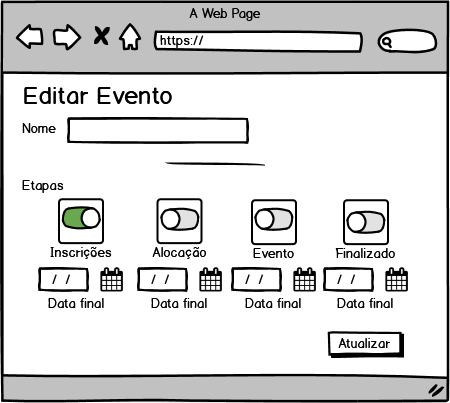 A Web Page
https://
Editar Evento
Nome
Etapas
Inscrições Alocação Evento Finalizado
/ / / / / / / /
Data final Data final Data final Data final
Atualizar